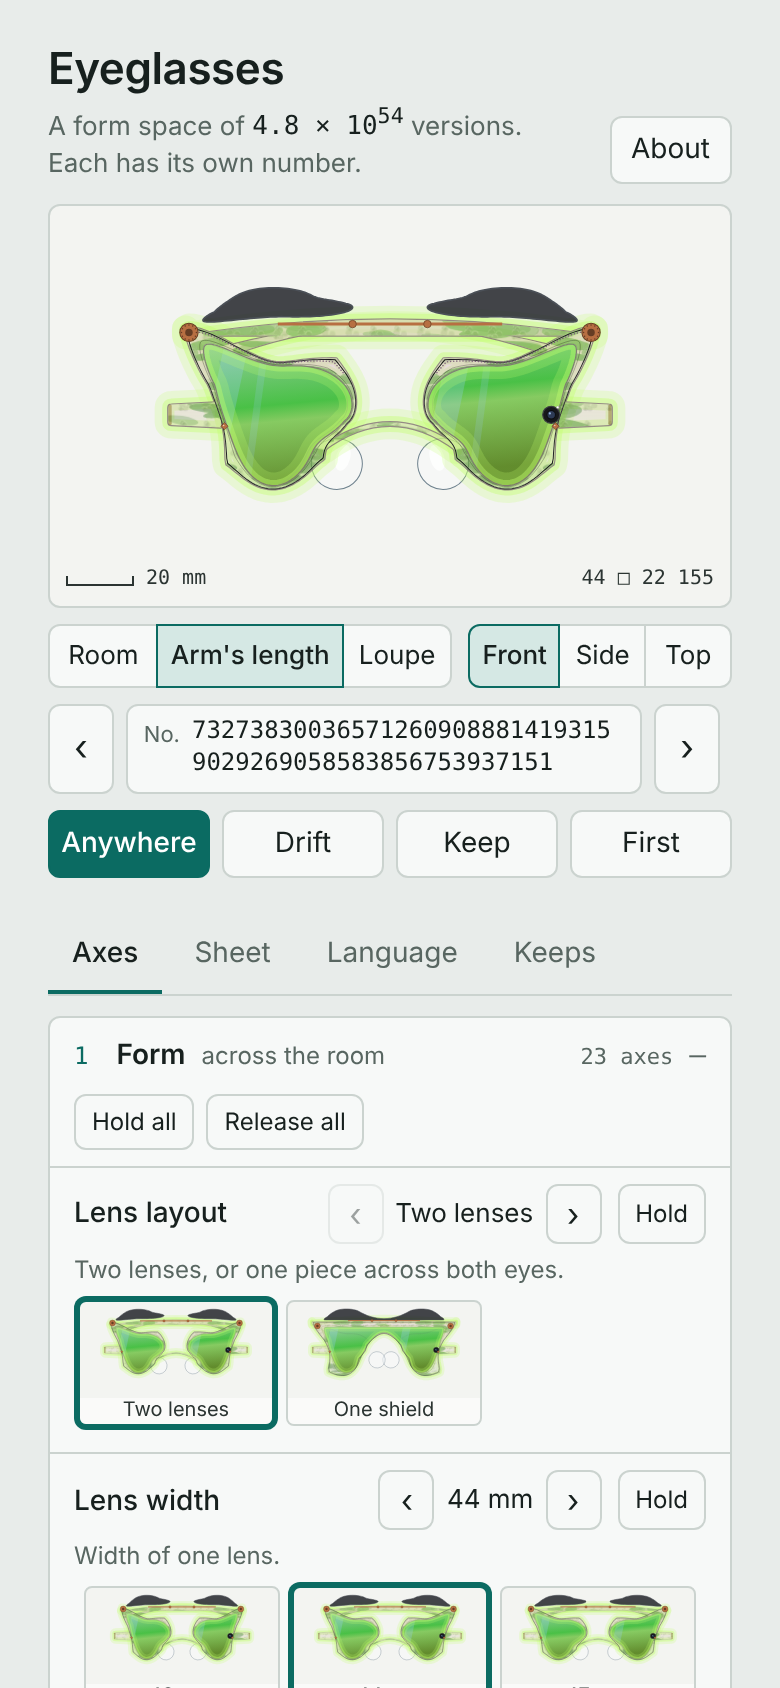 Eyeglasses
A form space of 4.8 × 10^54 versions.
Each has its own number.
About
20 mm
44 □ 22 155
Room
Arm's length
Loupe
Front
Side
Top
‹
No. 7327383003657126090888141931​5
9029269058583856753937151
›
Anywhere
Drift
Keep
First
Axes
Sheet
Language
Keeps
1 Form across the room 23 axes —
Hold all
Release all
Lens layout ‹ Two lenses › Hold
Two lenses, or one piece across both eyes.
Two lenses
One shield
Lens width ‹ 44 mm › Hold
Width of one lens.